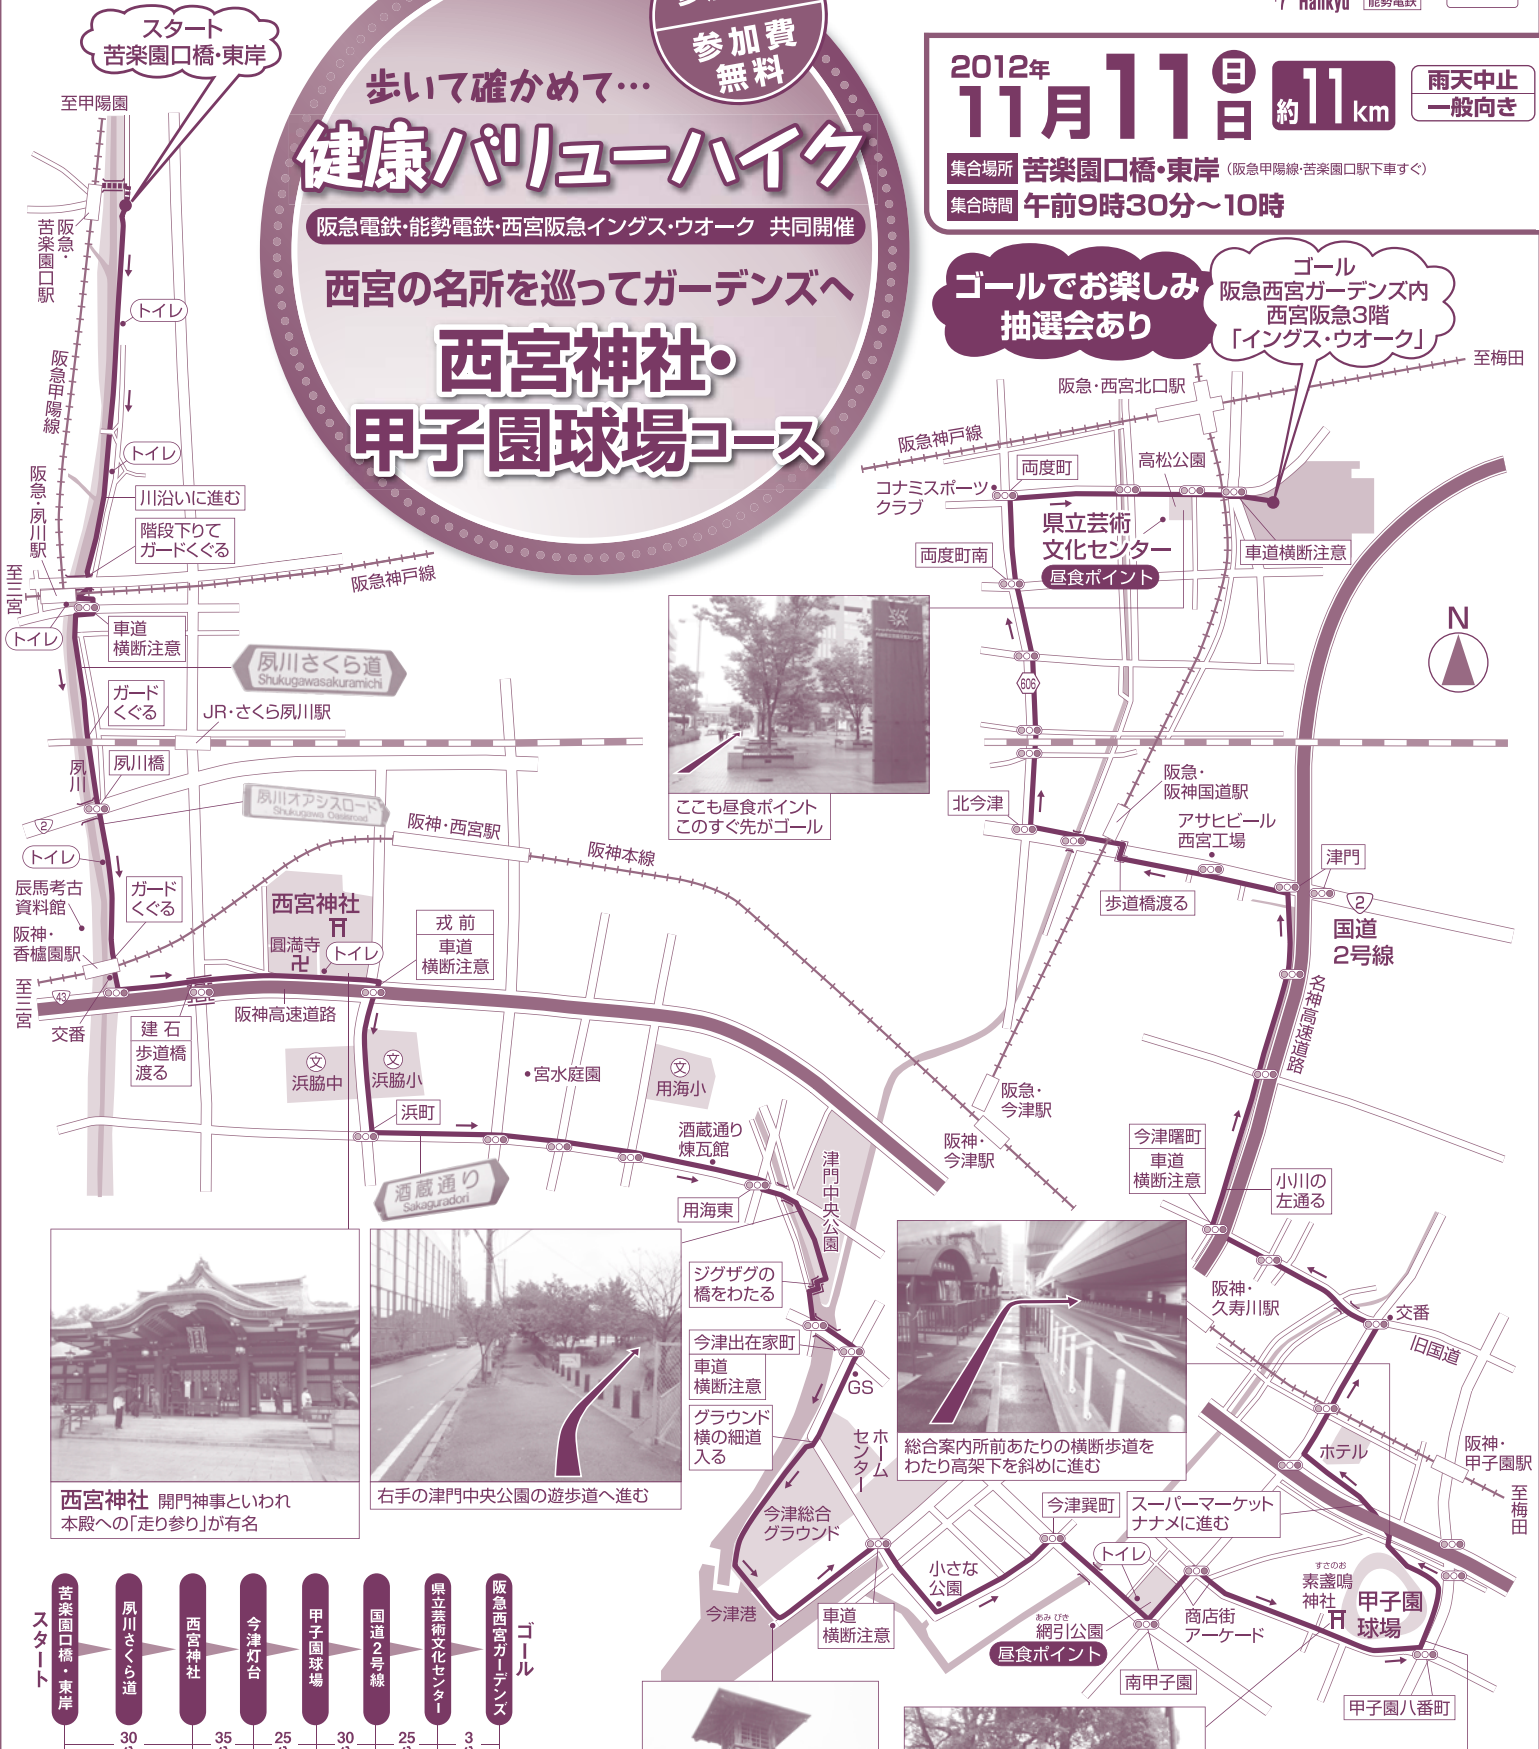 Hankyu
能勢電鉄
参加費
無料
歩いて確かめて…
健康バリューハイク
阪急電鉄・能勢電鉄・西宮阪急イングス・ウオーク 共同開催
西宮の名所を巡ってガーデンズへ
西宮神社・
甲子園球場コース
2012年
11月11日
日
約11km
雨天中止
一般向き
集合場所 苦楽園口橋・東岸（阪急甲陽線・苦楽園口駅下車すぐ）
集合時間 午前9時30分〜10時
ゴールでお楽しみ
抽選会あり
ゴール
阪急西宮ガーデンズ内
西宮阪急3階
「イングス・ウオーク」
スタート
苦楽園口橋・東岸
至甲陽園
阪急・
苦楽園口駅
トイレ
阪急甲陽線
トイレ
川沿いに進む
階段下りて
ガードくぐる
阪急・夙川駅
至三宮
阪急神戸線
トイレ
車道
横断注意
夙川さくら道
Shukugawasakuramichi
ガード
くぐる
JR・さくら夙川駅
夙川橋
夙川
夙川オアシスロード
Shukugawa Oasisroad
2
トイレ
辰馬考古
資料館
ガード
くぐる
阪神・
香櫨園駅
至三宮
43
交番
建石
歩道橋
渡る
阪神高速道路
西宮神社
圓満寺
トイレ
戎前
車道
横断注意
阪神・西宮駅
阪神本線
文
浜脇中
文
浜脇小
浜町
宮水庭園
文
用海小
酒蔵通り
Sakaguradori
酒蔵通り
煉瓦館
用海東
津門中央公園
ジグザグの
橋をわたる
今津出在家町
車道
横断注意
GS
グラウンド
横の細道
入る
ホーム
センター
今津総合
グラウンド
今津港
車道
横断注意
小さな
公園
今津巽町
トイレ
あみ びき
網引公園
昼食ポイント
南甲子園
商店街
アーケード
スーパーマーケット
ナナメに進む
すさのお
素盞嗚
神社
甲子園
球場
甲子園八番町
ホテル
阪神・
甲子園駅
至梅田
旧国道
交番
阪神・
久寿川駅
小川の
左通る
今津曙町
車道
横断注意
名神高速道路
阪急・
今津駅
阪神・
今津駅
国道
2号線
2
津門
アサヒビール
西宮工場
歩道橋渡る
阪急・
阪神国道駅
北今津
606
N
両度町南
両度町
コナミスポーツ
クラブ
阪急神戸線
阪急・西宮北口駅
至梅田
高松公園
県立芸術
文化センター
昼食ポイント
車道横断注意
ここも昼食ポイント
このすぐ先がゴール
西宮神社 開門神事といわれ
本殿への「走り参り」が有名
右手の津門中央公園の遊歩道へ進む
総合案内所前あたりの横断歩道を
わたり高架下を斜めに進む
スタート
苦楽園口橋・東岸
夙川さくら道
西宮神社
今津灯台
甲子園球場
国道2号線
県立芸術文化センター
阪急西宮ガーデンズ
ゴール
30
35
25
30
25
3